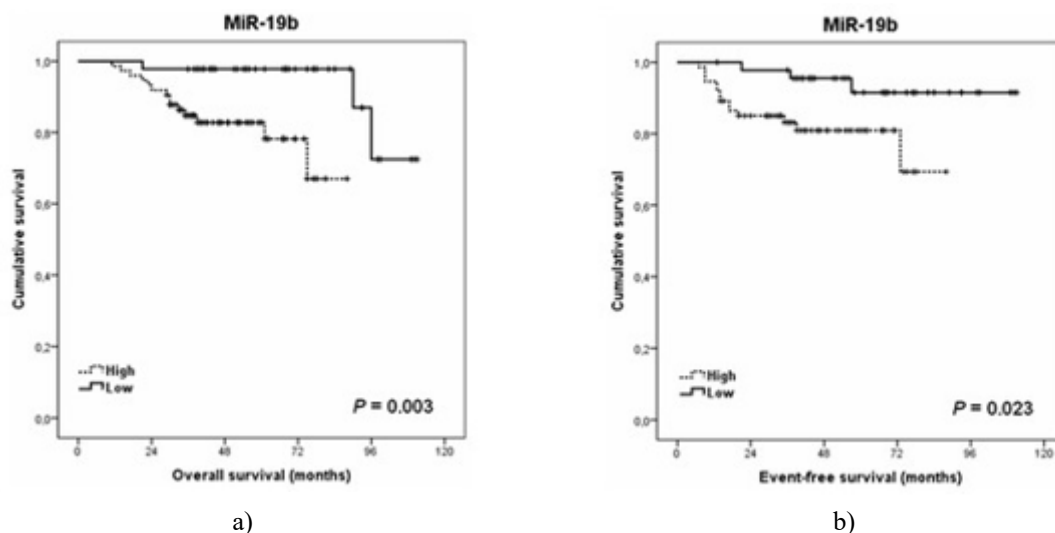 MiR-19b
1,0
0,8
0,6
0,4
0,2
0,0
Cumulative survival
High
Low
P = 0.003
0 24 48 72 96 120
Overall survival (months)
a)
MiR-19b
1,0
0,8
0,6
0,4
0,2
0,0
Cumulative survival
High
Low
P = 0.023
0 24 48 72 96 120
Event-free survival (months)
b)